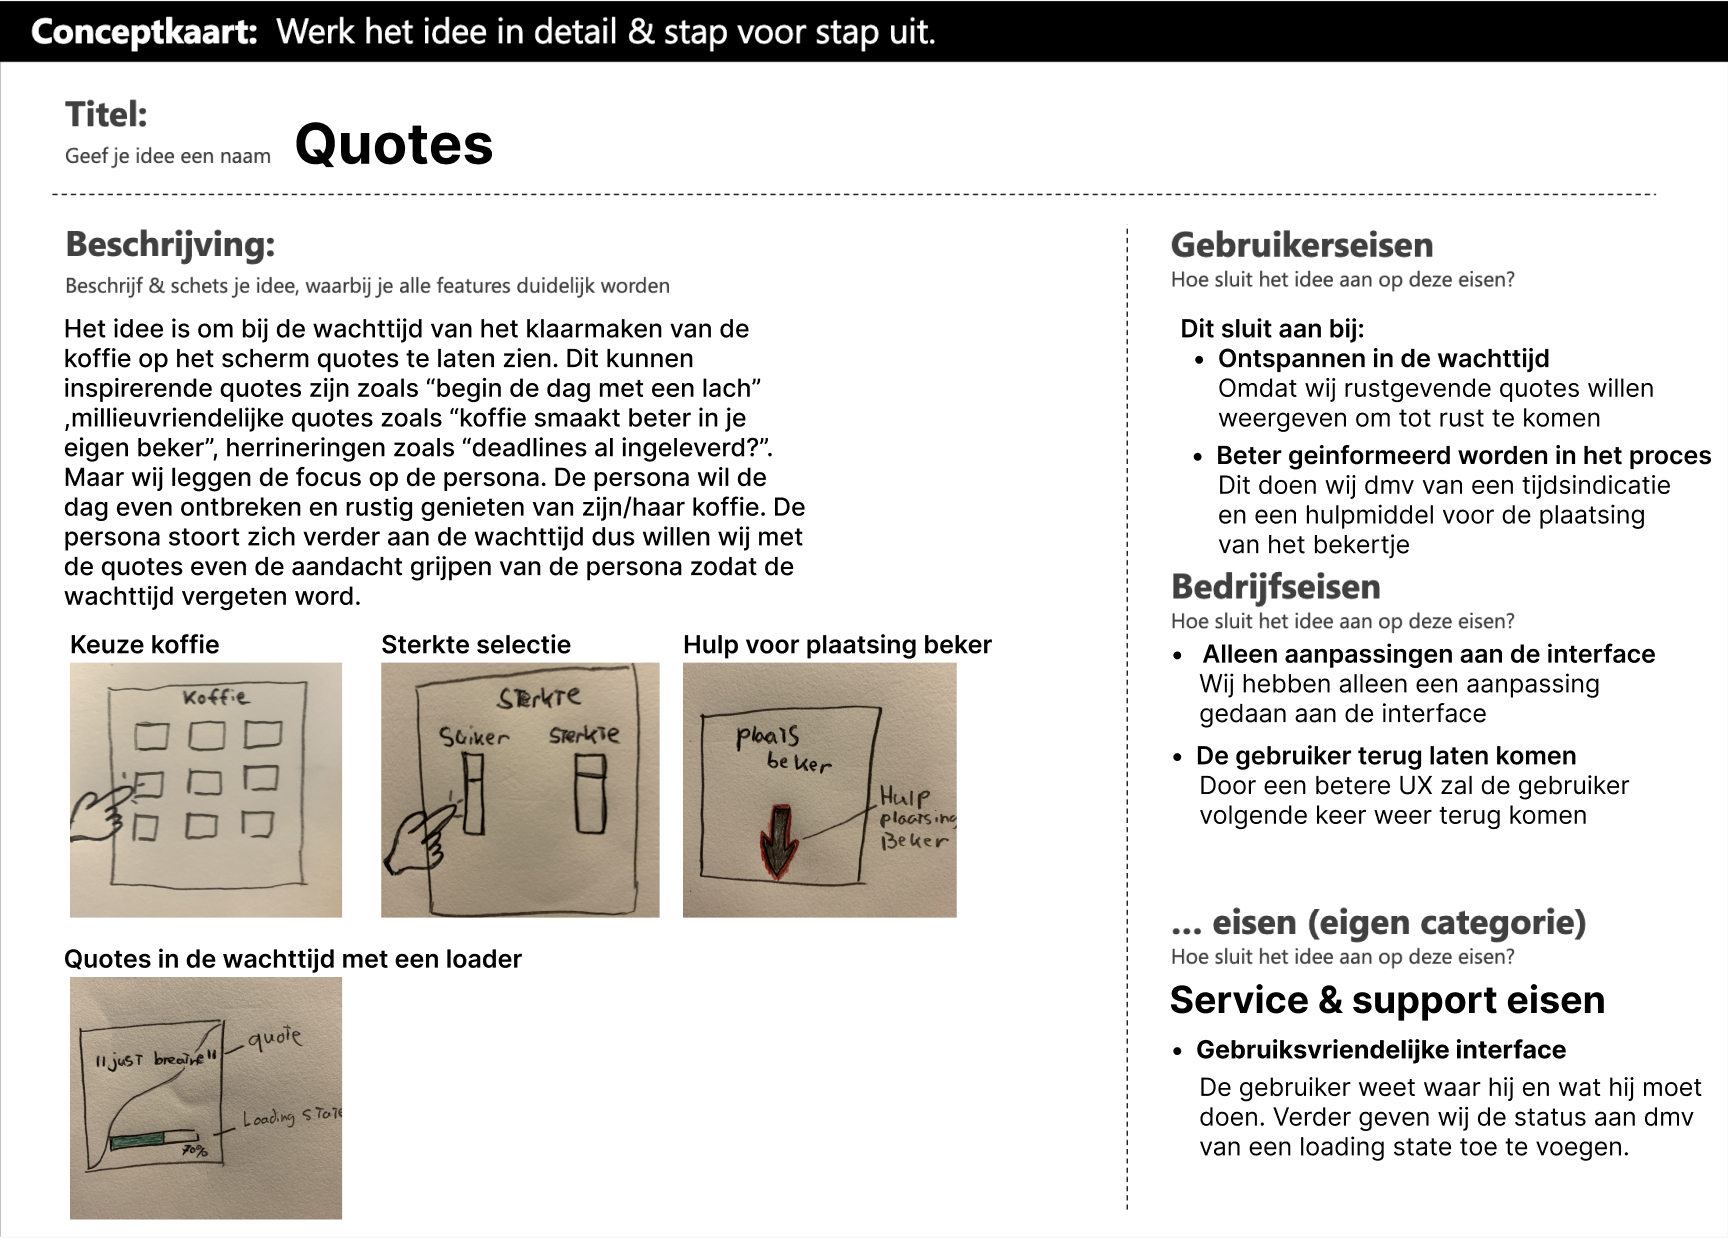 Conceptkaart: Werk het idee in detail & stap voor stap uit.
Titel:
Geef je idee een naam
Quotes
Beschrijving:
Beschrijf & schets je idee, waarbij je alle features duidelijk worden
Het idee is om bij de wachttijd van het klaarmaken van de
koffie op het scherm quotes te laten zien. Dit kunnen
inspirerende quotes zijn zoals “begin de dag met een lach”
,millieuvriendelijke quotes zoals “koffie smaakt beter in je
eigen beker”, herrineringen zoals “deadlines al ingeleverd?”.
Maar wij leggen de focus op de persona. De persona wil de
dag even ontbreken en rustig genieten van zijn/haar koffie. De
persona stoort zich verder aan de wachttijd dus willen wij met
de quotes even de aandacht grijpen van de persona zodat de
wachttijd vergeten word.
Keuze koffie
Koffie
Sterkte selectie
Sterkte
Suiker sterkte
Hulp voor plaatsing beker
plaats
beker
Hulp
plaatsing
Beker
Quotes in de wachttijd met een loader
"just breathe"
quote
Loading state
70%
Gebruikerseisen
Hoe sluit het idee aan op deze eisen?
Dit sluit aan bij:
• Ontspannen in de wachttijd
Omdat wij rustgevende quotes willen
weergeven om tot rust te komen
• Beter geinformeerd worden in het proces
Dit doen wij dmv van een tijdsindicatie
en een hulpmiddel voor de plaatsing
van het bekertje
Bedrijfseisen
Hoe sluit het idee aan op deze eisen?
• Alleen aanpassingen aan de interface
Wij hebben alleen een aanpassing
gedaan aan de interface
• De gebruiker terug laten komen
Door een betere UX zal de gebruiker
volgende keer weer terug komen
... eisen (eigen categorie)
Hoe sluit het idee aan op deze eisen?
Service & support eisen
• Gebruiksvriendelijke interface
De gebruiker weet waar hij en wat hij moet
doen. Verder geven wij de status aan dmv
van een loading state toe te voegen.